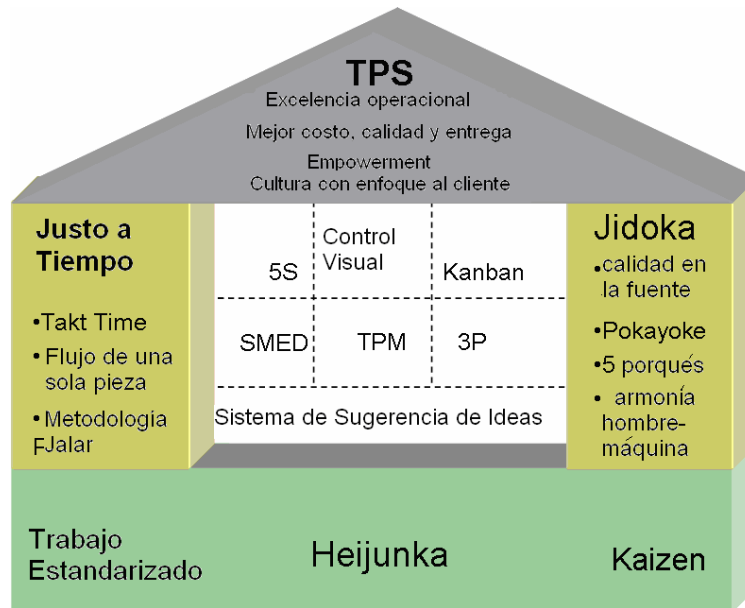 TPS
Excelencia operacional
Mejor costo, calidad y entrega
Empowerment
Cultura con enfoque al cliente
Justo a
Tiempo
•Takt Time
•Flujo de una
sola pieza
•Metodologia
FJalar
5S
Control
Visual
Kanban
SMED
TPM
3P
Sistema de Sugerencia de Ideas
Jidoka
•calidad en
la fuente
•Pokayoke
•5 porqués
• armonía
hombre-
máquina
Trabajo
Estandarizado
Heijunka
Kaizen